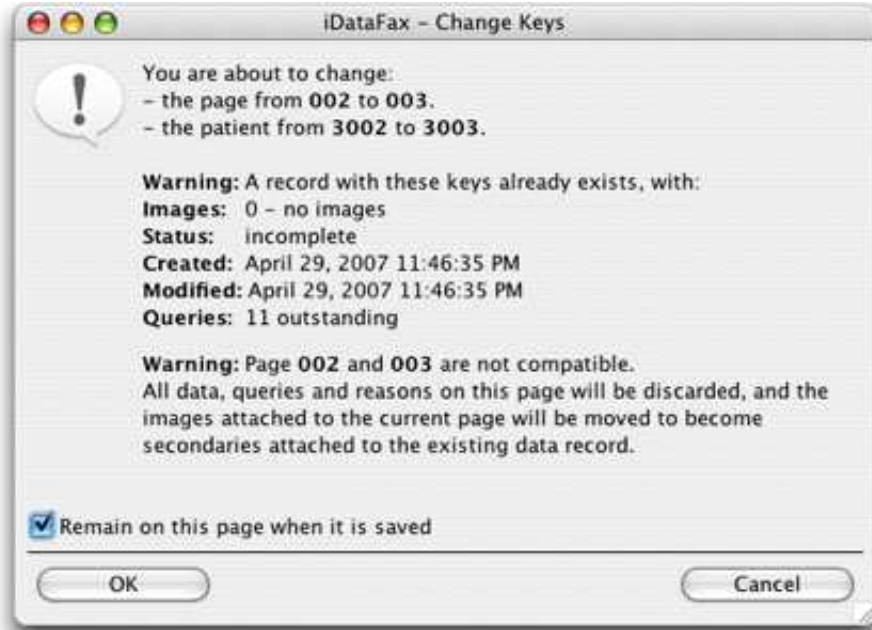 iDataFax – Change Keys
You are about to change:
– the page from 002 to 003.
– the patient from 3002 to 3003.
Warning: A record with these keys already exists, with:
Images: 0 – no images
Status: incomplete
Created: April 29, 2007 11:46:35 PM
Modified: April 29, 2007 11:46:35 PM
Queries: 11 outstanding
Warning: Page 002 and 003 are not compatible.
All data, queries and reasons on this page will be discarded, and the
images attached to the current page will be moved to become
secondaries attached to the existing data record.
Remain on this page when it is saved
OK Cancel